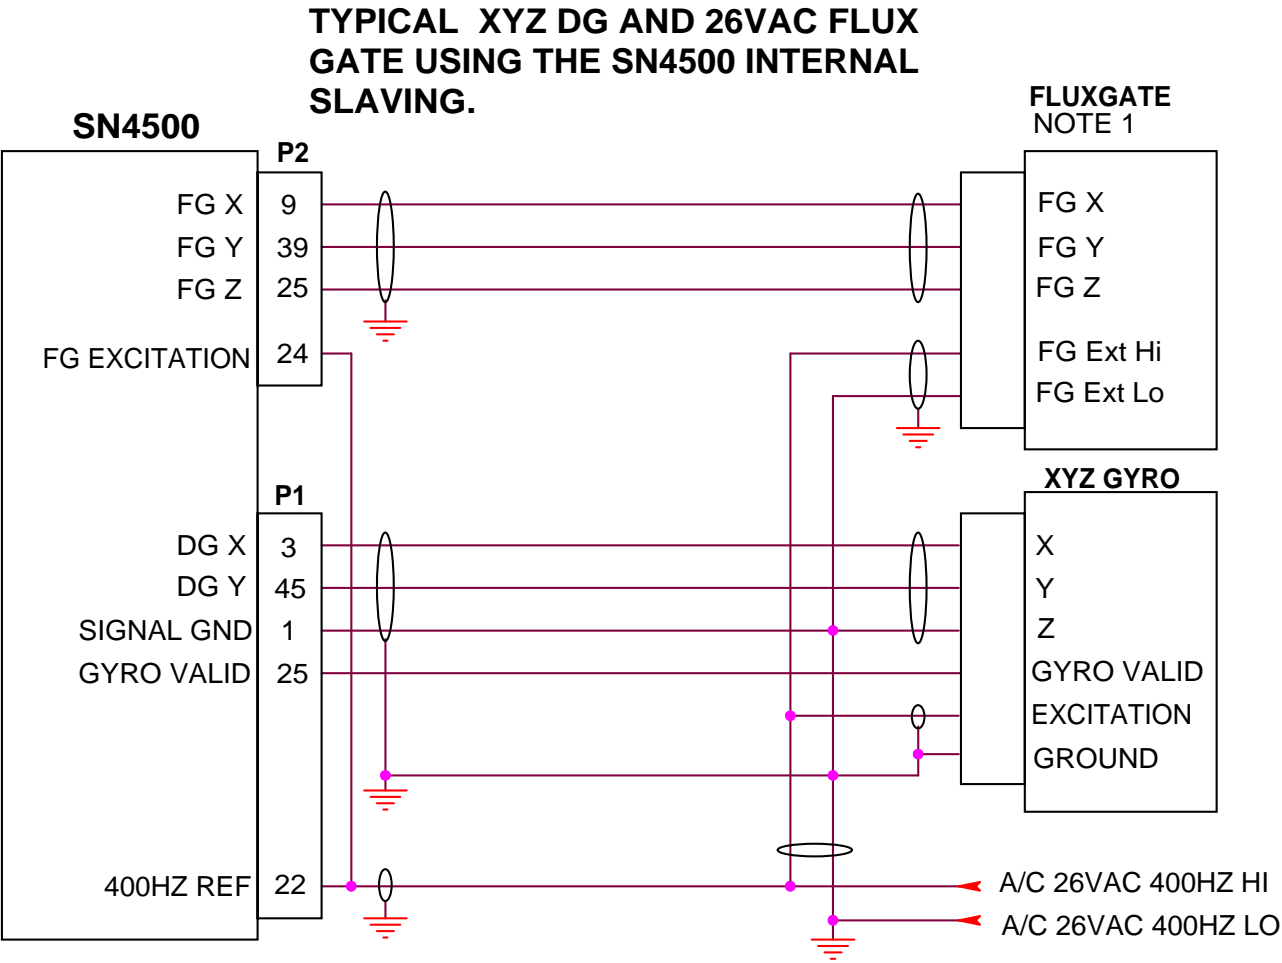 TYPICAL XYZ DG AND 26VAC FLUX
GATE USING THE SN4500 INTERNAL
SLAVING.
SN4500
P2
FG X 9
FG Y 39
FG Z 25
FG EXCITATION 24
P1
DG X 3
DG Y 45
SIGNAL GND 1
GYRO VALID 25
400HZ REF 22
FLUXGATE
NOTE 1
FG X
FG Y
FG Z
FG Ext Hi
FG Ext Lo
XYZ GYRO
X
Y
Z
GYRO VALID
EXCITATION
GROUND
A/C 26VAC 400HZ HI
A/C 26VAC 400HZ LO